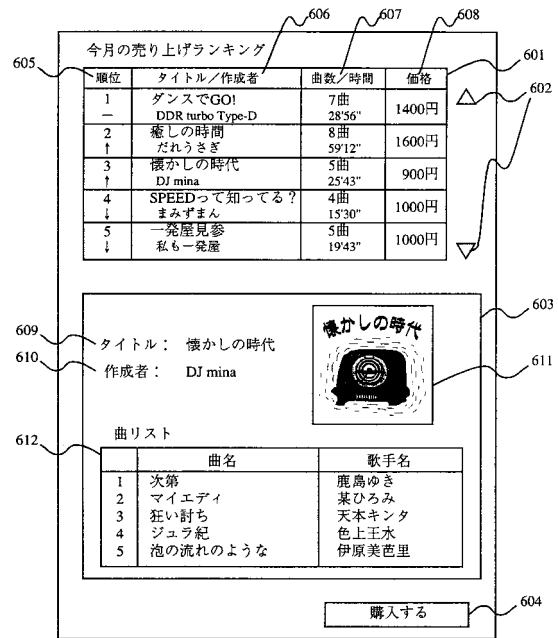 606
607
608
605
今月の売り上げランキング
601
順位 タイトル/作成者 曲数/時間 価格
602
1 ダンスでGO! 7曲 1400円
— DDR turbo Type-D 28'56"
2 癒しの時間 8曲 1600円
↑ だれうさぎ 59'12"
3 懐かしの時代 5曲 900円
↑ DJ mina 25'43"
4 SPEEDって知ってる? 4曲 1000円
↓ まみずまん 15'30"
5 一発屋見参 5曲 1000円
↓ 私も一発屋 19'43"
603
懐かしの時代
609
タイトル: 懐かしの時代
610
作成者: DJ mina
611
曲リスト
612
曲名 歌手名
1 次第 鹿島ゆき
2 マイエディ 某ひろみ
3 狂い討ち 天本キンタ
4 ジュラ紀 色上王水
5 泡の流れのような 伊原美芭里
購入する
604